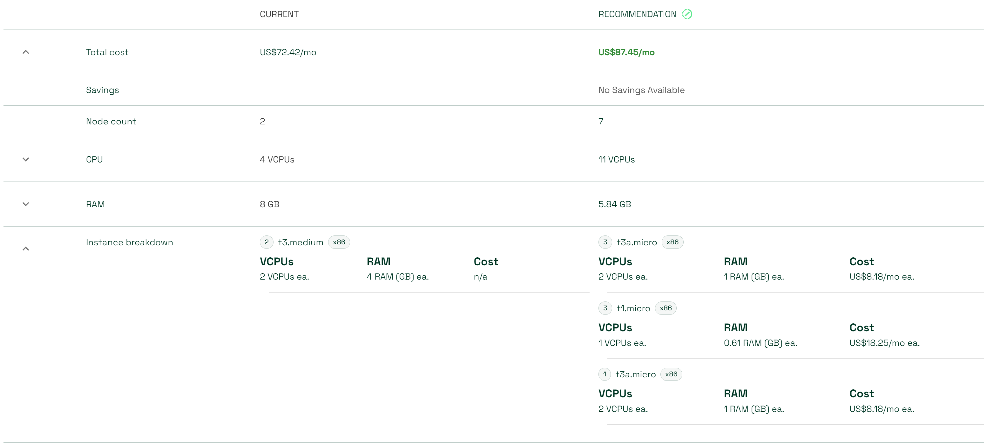 CURRENT RECOMMENDATION
Total cost US$72.42/mo US$87.45/mo
Savings No Savings Available
Node count 2 7
CPU 4 VCPUs 11 VCPUs
RAM 8 GB 5.84 GB
Instance breakdown 2 t3.medium x86 3 t3a.micro x86
VCPUs RAM Cost VCPUs RAM Cost
2 VCPUs ea. 4 RAM (GB) ea. n/a 2 VCPUs ea. 1 RAM (GB) ea. US$8.18/mo ea.
3 t1.micro x86
VCPUs RAM Cost
1 VCPUs ea. 0.61 RAM (GB) ea. US$18.25/mo ea.
1 t3a.micro x86
VCPUs RAM Cost
2 VCPUs ea. 1 RAM (GB) ea. US$8.18/mo ea.